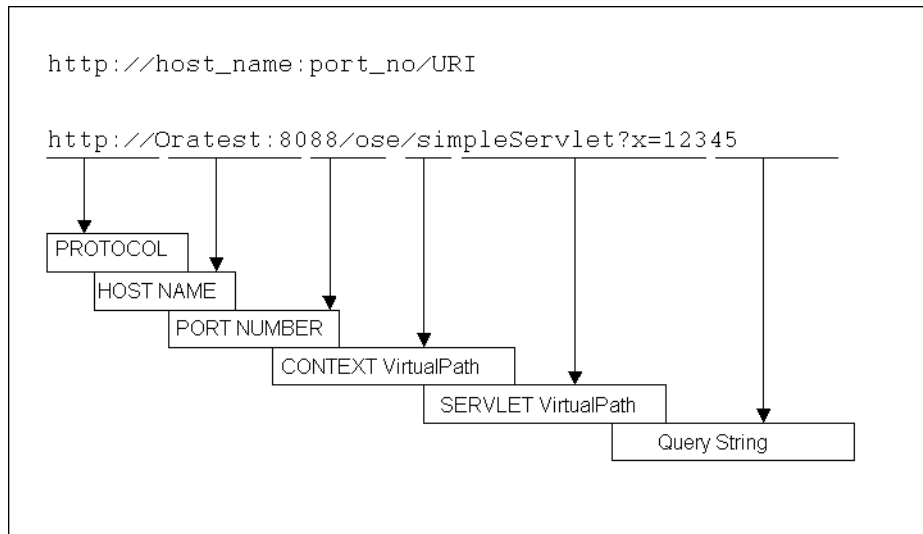 http://host_name:port_no/URI
http://Oratest:8088/ose/simpleServlet?x=12345
PROTOCOL
HOST NAME
PORT NUMBER
CONTEXT VirtualPath
SERVLET VirtualPath
Query String